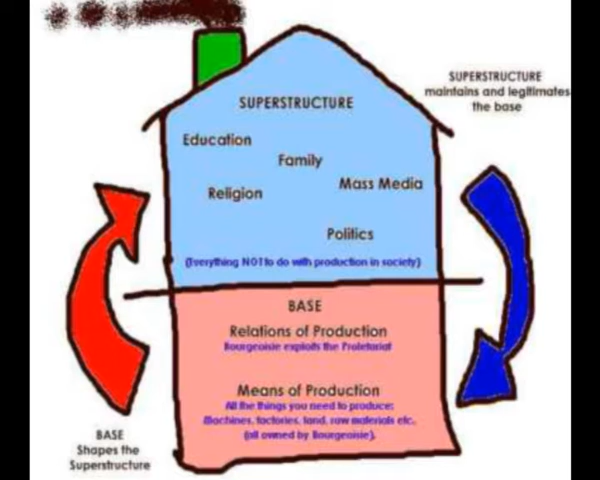 SUPERSTRUCTURE
maintains and legitimates
the base
SUPERSTRUCTURE
Education
Family
Mass Media
Religion
Politics
(Everything NOT to do with production in society)
BASE
Relations of Production
Bourgeoisie exploits the Proletariat
Means of Production
All the things you need to produce:
Machines, factories, land, raw materials etc.
(all owned by Bourgeoisie).
BASE
Shapes the
Superstructure